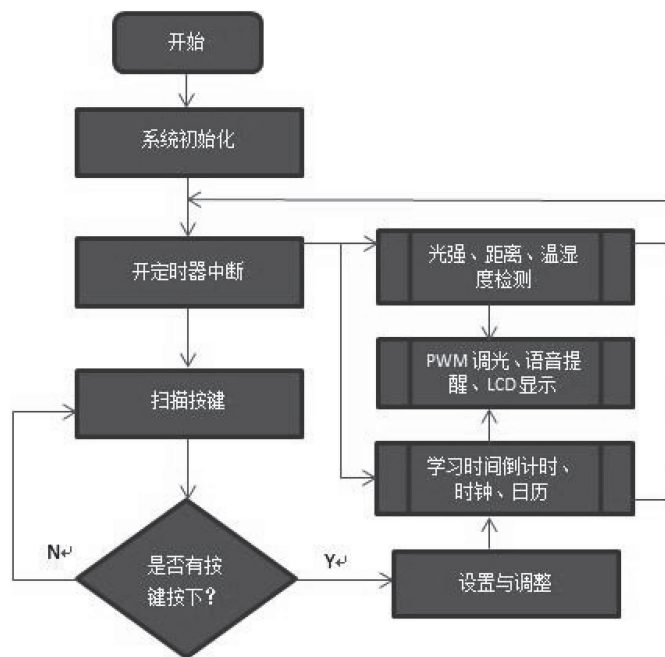 开始
系统初始化
开定时器中断
光强、距离、温湿
度检测
PWM 调光、语音提
醒、LCD 显示
扫描按键
学习时间倒计时、
时钟、日历
N↵
是否有按
键按下?
Y↵
设置与调整